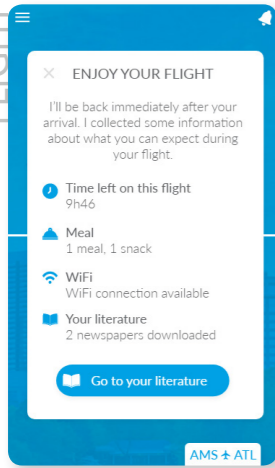 ENJOY YOUR FLIGHT
I'll be back immediately after your
arrival. I collected some information
about what you can expect during
your flight.
Time left on this flight
9h46
Meal
1 meal, 1 snack
WiFi
WiFi connection available
Your literature
2 newspapers downloaded
Go to your literature
AMS ATL